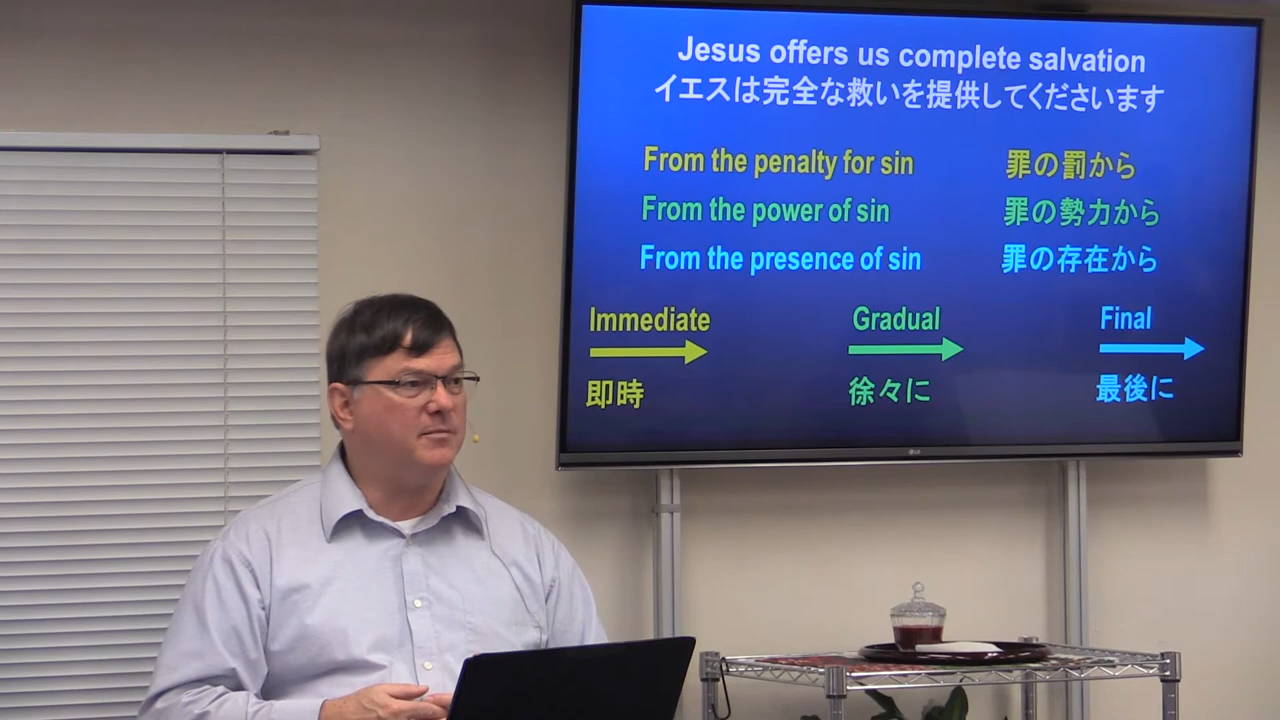 Jesus offers us complete salvation
イエスは完全な救いを提供してくださいます
From the penalty for sin 罪の罰から
From the power of sin 罪の勢力から
From the presence of sin 罪の存在から
Immediate Gradual Final
即時 徐々に 最後に
LG